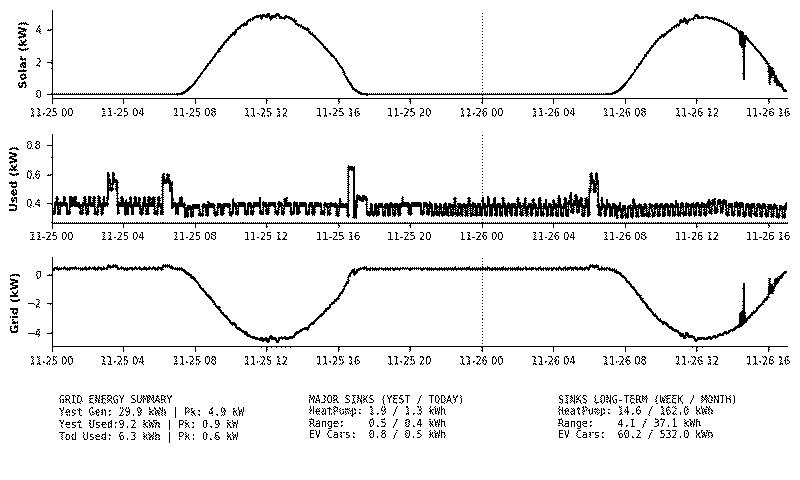 Solar (kW)
4
2
0
11-25 00 11-25 04 11-25 08 11-25 12 11-25 16 11-25 20 11-26 00 11-26 04 11-26 08 11-26 12 11-26 16
Used (kW)
0.8
0.6
0.4
11-25 00 11-25 04 11-25 08 11-25 12 11-25 16 11-25 20 11-26 00 11-26 04 11-26 08 11-26 12 11-26 16
Grid (kW)
0
−2
−4
11-25 00 11-25 04 11-25 08 11-25 12 11-25 16 11-25 20 11-26 00 11-26 04 11-26 08 11-26 12 11-26 16
GRID ENERGY SUMMARY
Yest Gen: 29.9 kWh | Pk: 4.9 kW
Yest Used:9.2 kWh | Pk: 0.9 kW
Tod Used: 6.3 kWh | Pk: 0.6 kW
MAJOR SINKS (YEST / TODAY)
HeatPump: 1.9 / 1.3 kWh
Range: 0.5 / 0.4 kWh
EV Cars: 0.8 / 0.5 kWh
SINKS LONG-TERM (WEEK / MONTH)
HeatPump: 14.6 / 162.0 kWh
Range: 4.1 / 37.1 kWh
EV Cars: 60.2 / 532.0 kWh